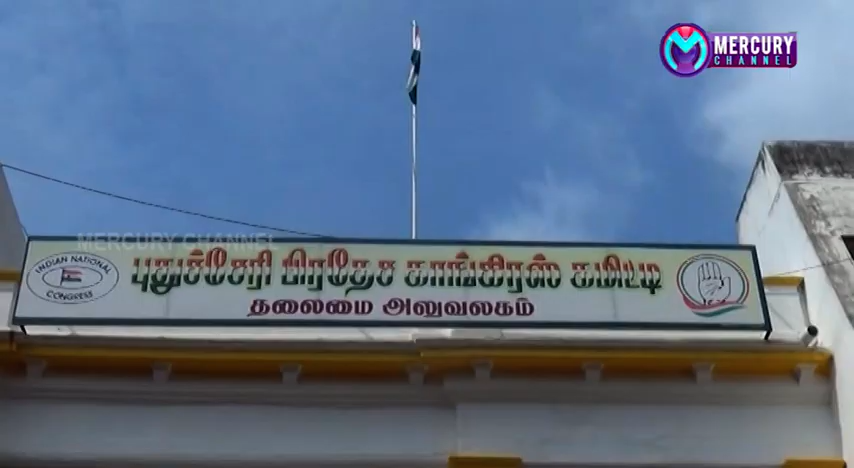 MERCURY
CHANNEL
MERCURY CHANNEL
INDIAN NATIONAL
CONGRESS
புதுச்சேரி பிரதேச காங்கிரஸ் கமிட்டி
தலைமை அலுவலகம்